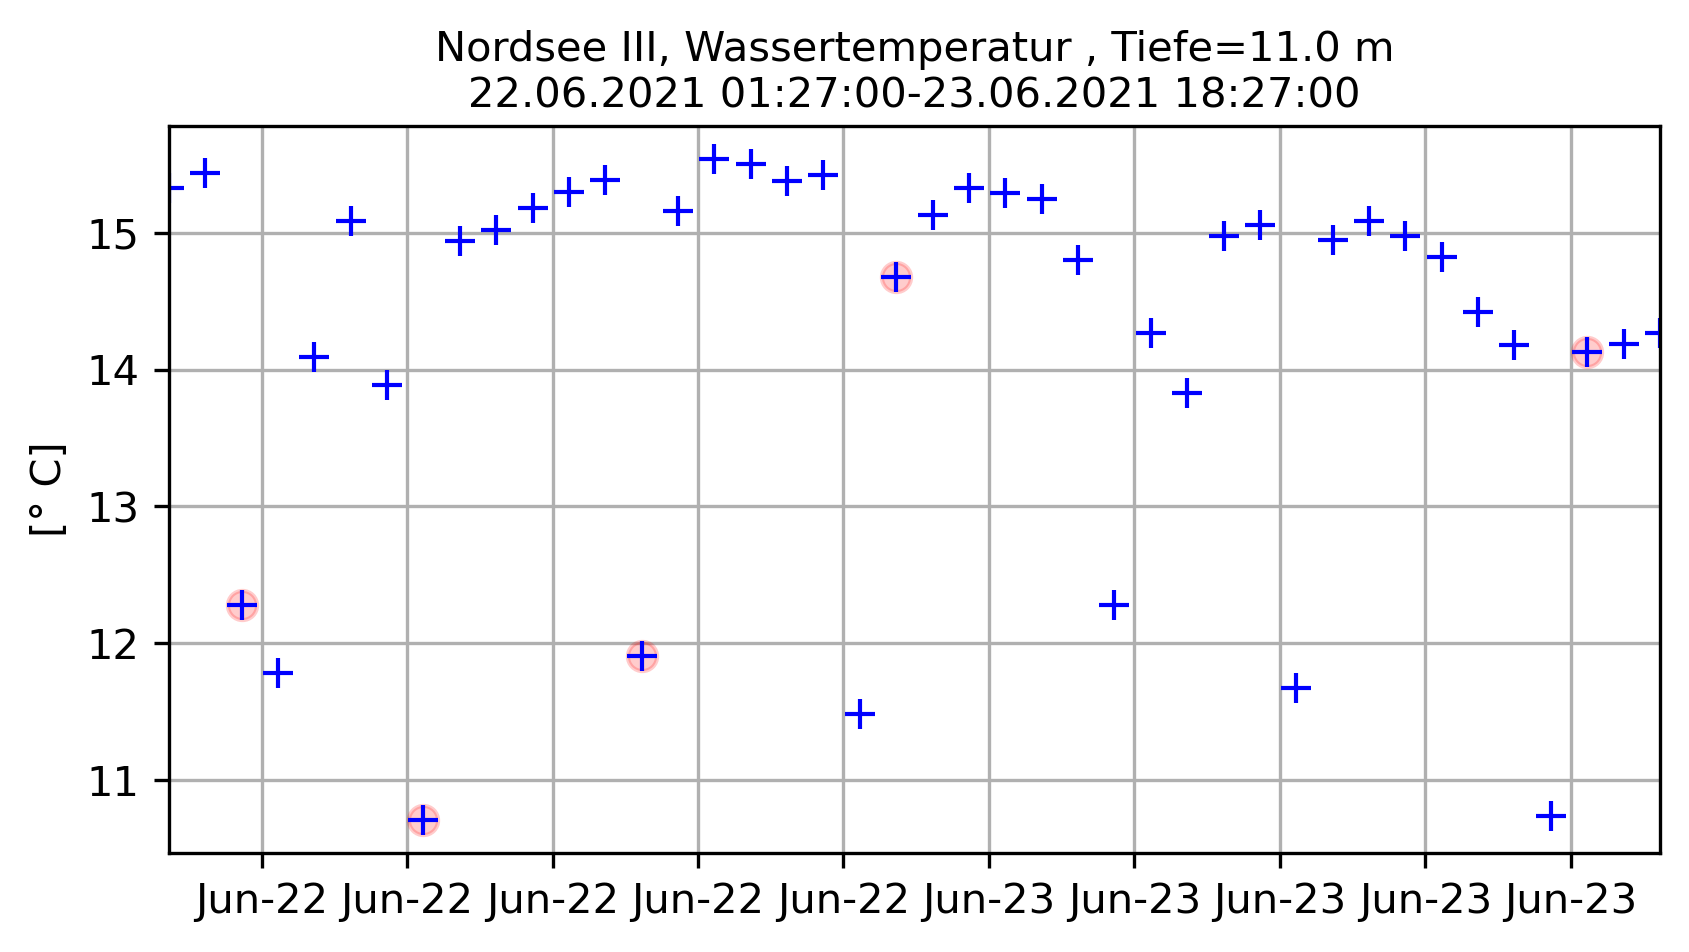 Nordsee III, Wassertemperatur , Tiefe=11.0 m
22.06.2021 01:27:00-23.06.2021 18:27:00
[° C]
15
14
13
12
11
Jun-22 Jun-22 Jun-22 Jun-22 Jun-22 Jun-23 Jun-23 Jun-23 Jun-23 Jun-23